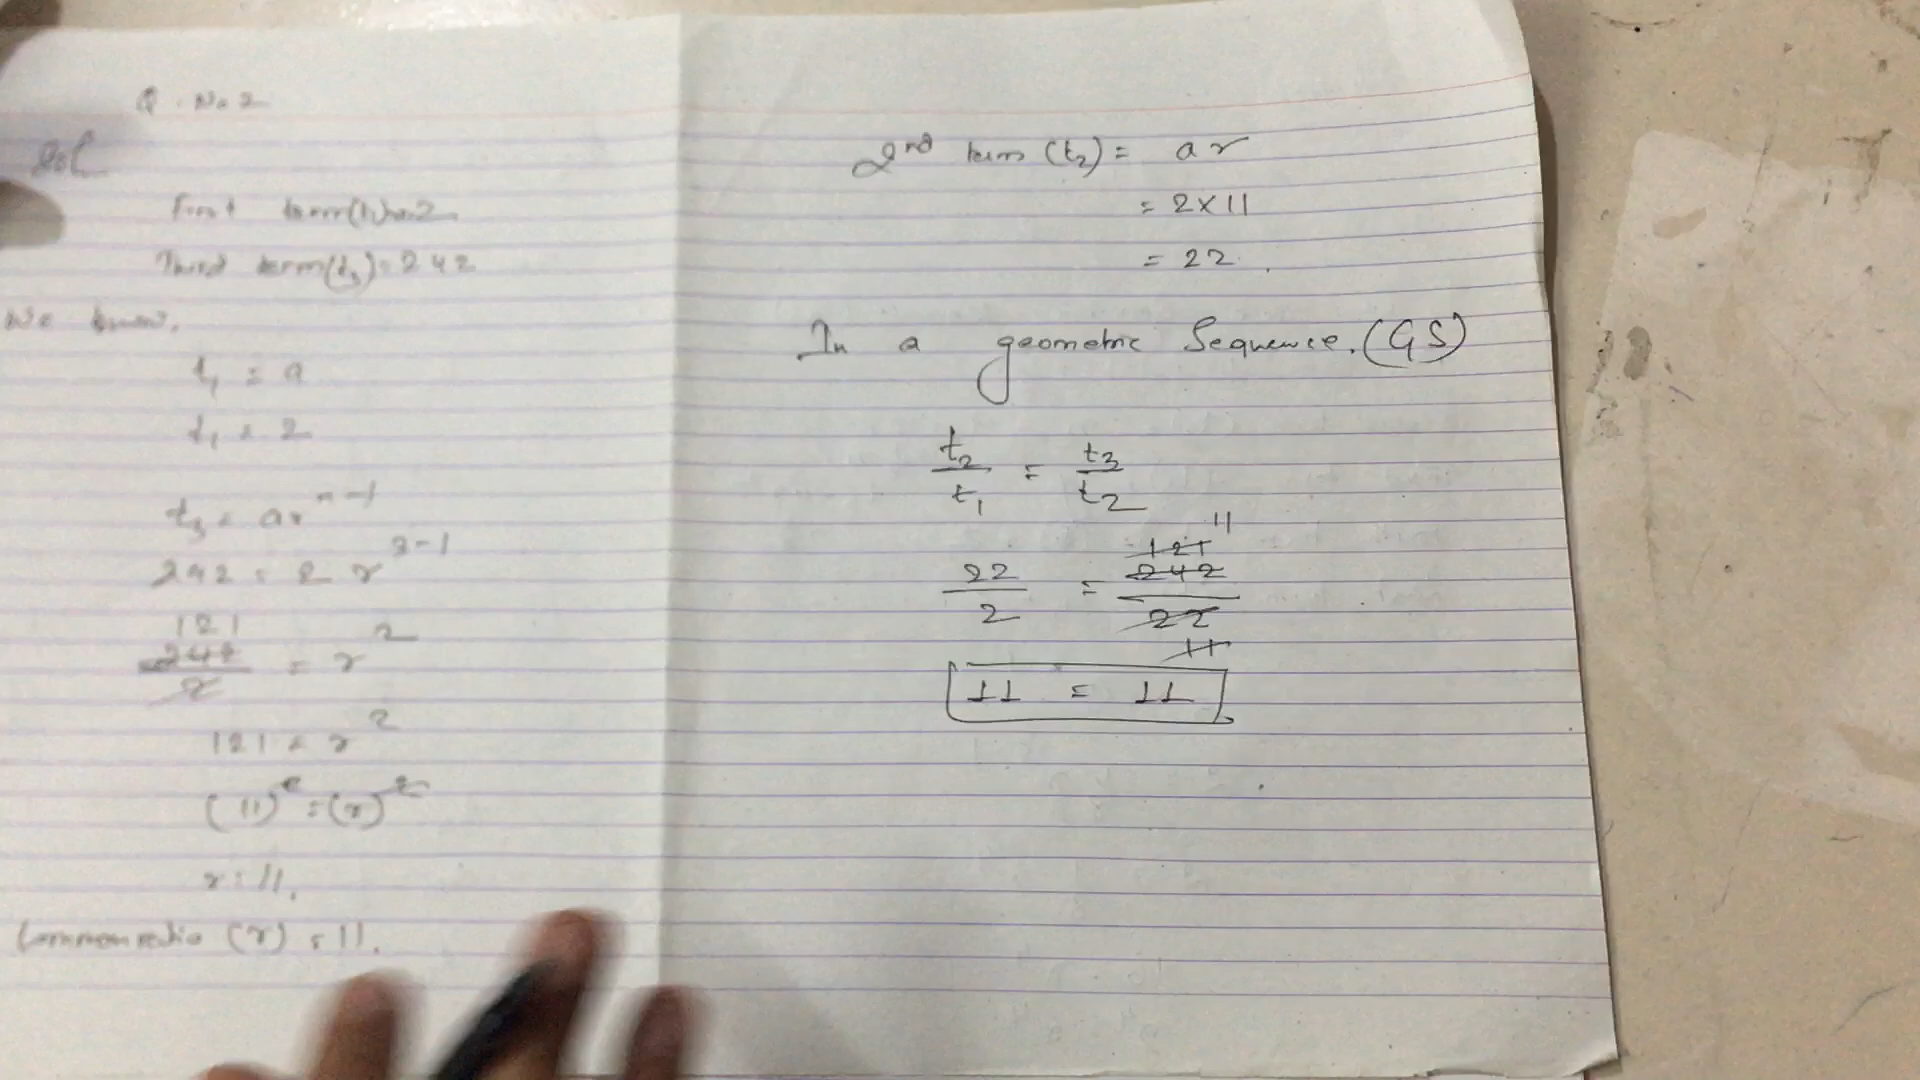 Q. No 2
Sol
First term(t1) = 2
Third term(t3) = 242
We know,
t1 = a
t1 = 2
t3 = ar^n-1
242 = 2 r^3-1
121
242/2 = r^2
121 = r^2
(11)^2 = (r)^2
r = 11.
Common ratio (r) = 11.
2nd term (t2) = ar
= 2×11
= 22.
In a geometric Sequence.(GS)
t2/t1 = t3/t2
11
121
22/2 = 242/22
11
11 = 11